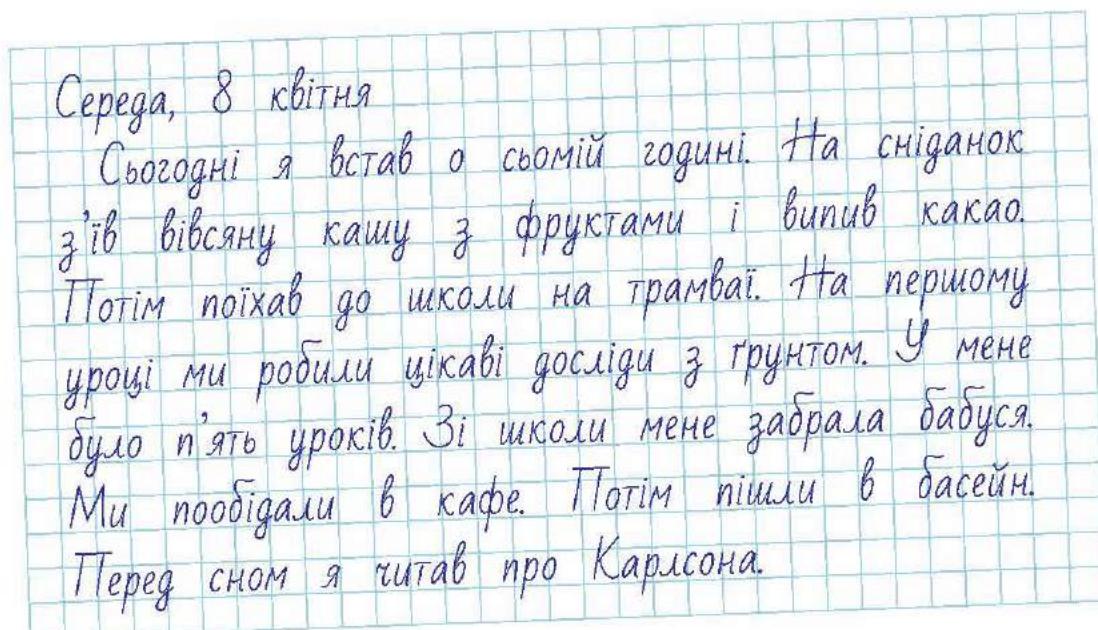 Середа, 8 квітня
Сьогодні я встав о сьомій годині. На сніданок
з'їв вівсяну кашу з фруктами і випив какао.
Потім поїхав до школи на трамваї. На першому
уроці ми робили цікаві досліди з ґрунтом. У мене
було п'ять уроків. Зі школи мене забрала бабуся.
Ми пообідали в кафе. Потім пішли в басейн.
Перед сном я читав про Карлсона.